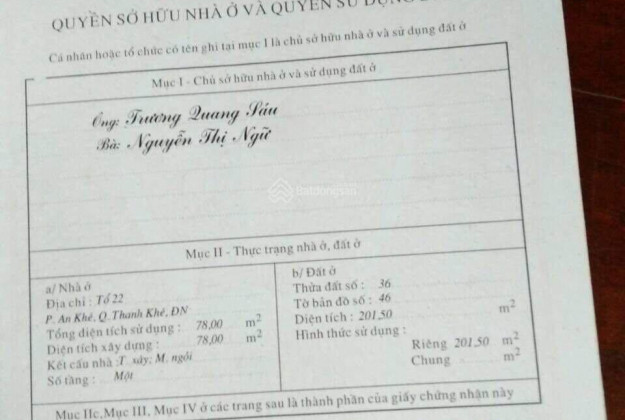 QUYỀN SỞ HỮU NHÀ Ở VÀ QUYỀN SỬ DỤNG
Cá nhân hoặc tổ chức có tên ghi tại mục I là chủ sở hữu nhà ở và sử dụng đất ở
Mục I - Chủ sở hữu nhà ở và sử dụng đất ở
Ông: Trương Quang Sáu
Bà: Nguyễn Thị Ngữ
Batdongsan
Mục II - Thực trạng nhà ở, đất ở
a/ Nhà ở
Địa chỉ : Tổ 22
P. An Khê, Q. Thanh Khê, ĐN
Tổng diện tích sử dụng : 78,00 m2
Diện tích xây dựng : 78,00 m2
Kết cấu nhà : T. xây; M. ngói
Số tầng : Một
b/ Đất ở
Thửa đất số : 36
Tờ bản đồ số : 46
Diện tích : 201,50 m2
Hình thức sử dụng :
Riêng 201,50 m2
Chung m2
Mục IIc, Mục III, Mục IV ở các trang sau là thành phần của giấy chứng nhận này